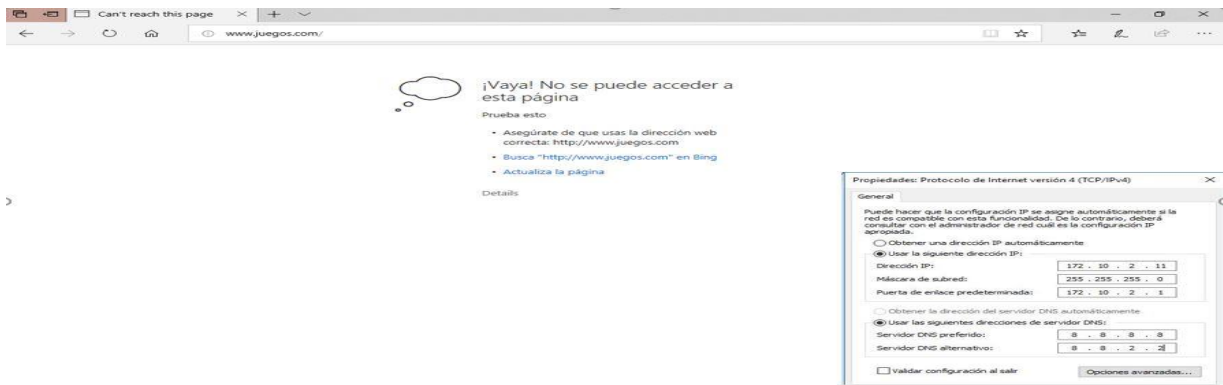 Can't reach this page
www.juegos.com/
¡Vaya! No se puede acceder a
esta página
Prueba esto
• Asegúrate de que usas la dirección web
correcta: http://www.juegos.com
• Busca "http://www.juegos.com" en Bing
• Actualiza la página
Details
Propiedades: Protocolo de Internet versión 4 (TCP/IPv4)
General
Puede hacer que la configuración IP se asigne automáticamente si la
red es compatible con esta funcionalidad. De lo contrario, deberá
consultar con el administrador de red cuál es la configuración IP
apropiada.
Obtener una dirección IP automáticamente
Usar la siguiente dirección IP:
Dirección IP: 172 . 10 . 2 . 11
Máscara de subred: 255 . 255 . 255 . 0
Puerta de enlace predeterminada: 172 . 10 . 2 . 1
Obtener la dirección del servidor DNS automáticamente
Usar las siguientes direcciones de servidor DNS:
Servidor DNS preferido: 8 . 8 . 8 . 8
Servidor DNS alternativo: 8 . 8 . 2 . 2
Validar configuración al salir
Opciones avanzadas...